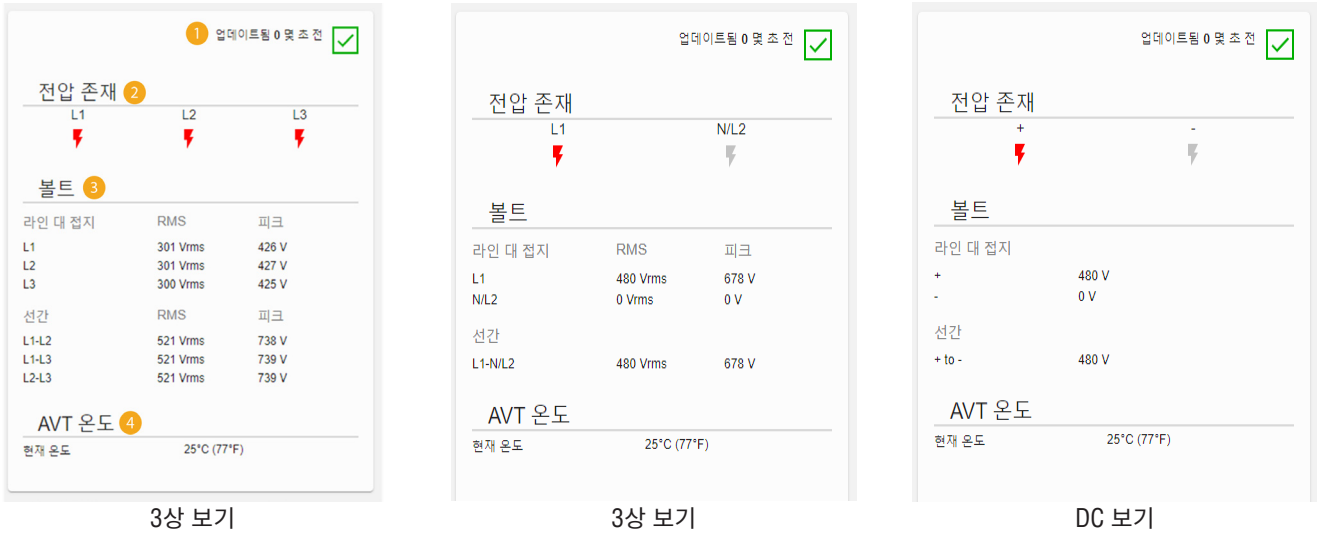 1 업데이트됨 0 몇 초 전
전압 존재 2
L1 L2 L3
볼트 3
라인 대 접지 RMS 피크
L1 301 Vrms 426 V
L2 301 Vrms 427 V
L3 300 Vrms 425 V
선간 RMS 피크
L1-L2 521 Vrms 738 V
L1-L3 521 Vrms 739 V
L2-L3 521 Vrms 739 V
AVT 온도 4
현재 온도 25°C (77°F)
3상 보기
업데이트됨 0 몇 초 전
전압 존재
L1 N/L2
볼트
라인 대 접지 RMS 피크
L1 480 Vrms 678 V
N/L2 0 Vrms 0 V
선간
L1-N/L2 480 Vrms 678 V
AVT 온도
현재 온도 25°C (77°F)
3상 보기
업데이트됨 0 몇 초 전
전압 존재
+ -
볼트
라인 대 접지
+ 480 V
- 0 V
선간
+ to - 480 V
AVT 온도
현재 온도 25°C (77°F)
DC 보기